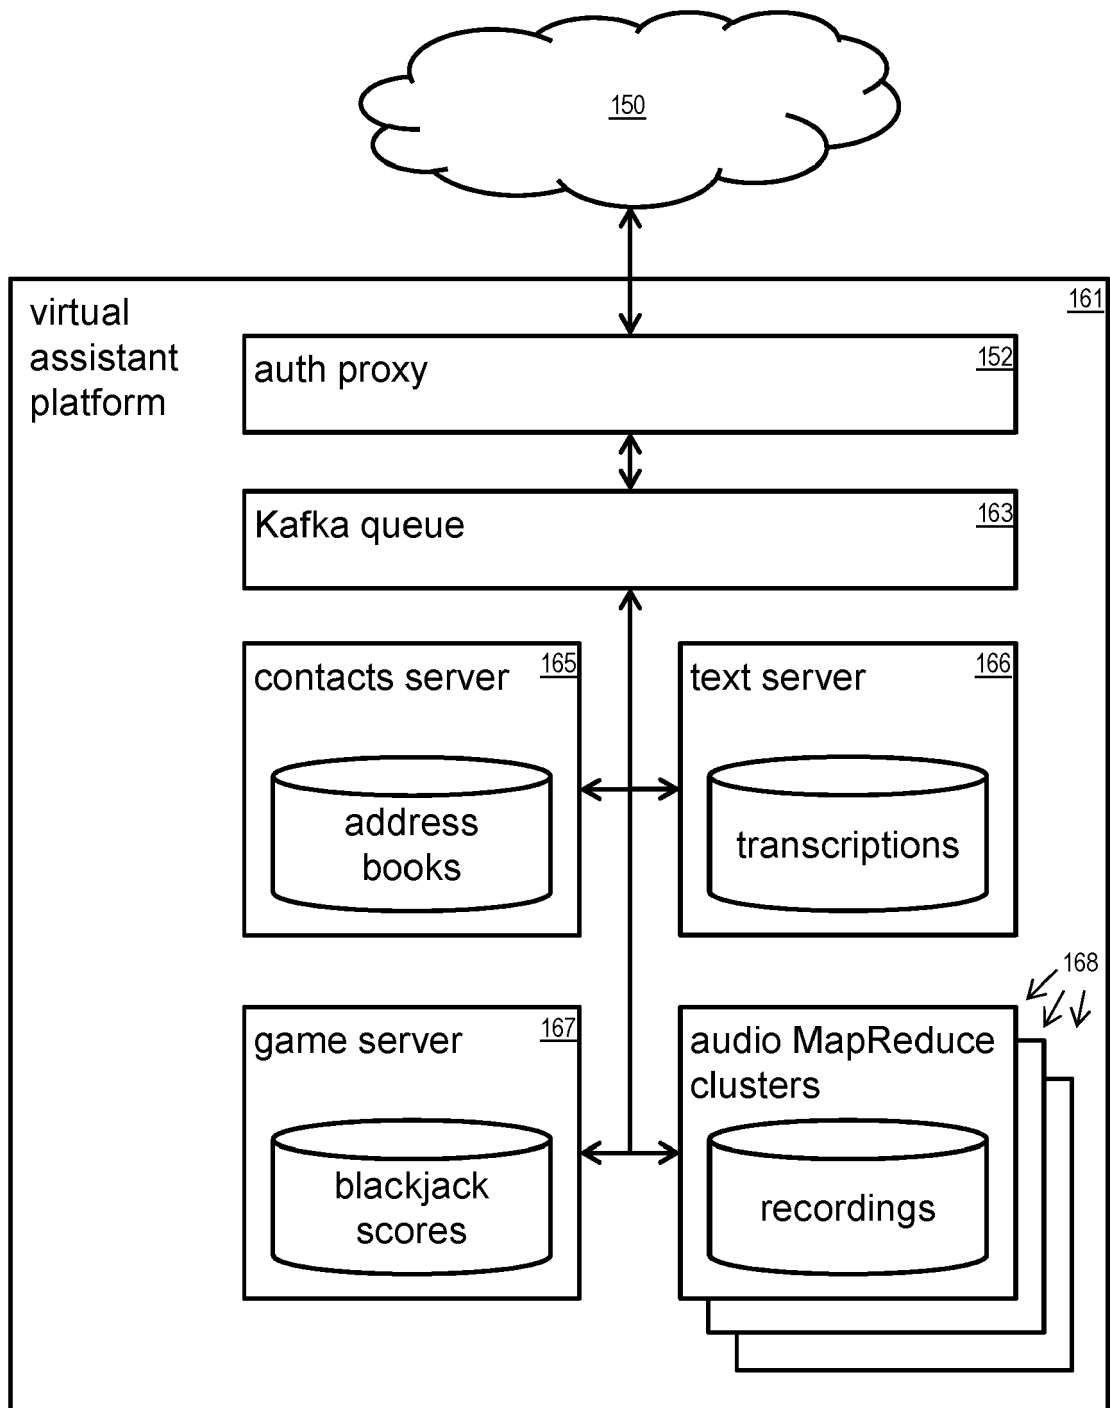 150
161
virtual
assistant
platform
auth proxy
152
Kafka queue
163
contacts server
165
address
books
text server
166
transcriptions
168
game server
167
blackjack
scores
audio MapReduce
clusters
recordings